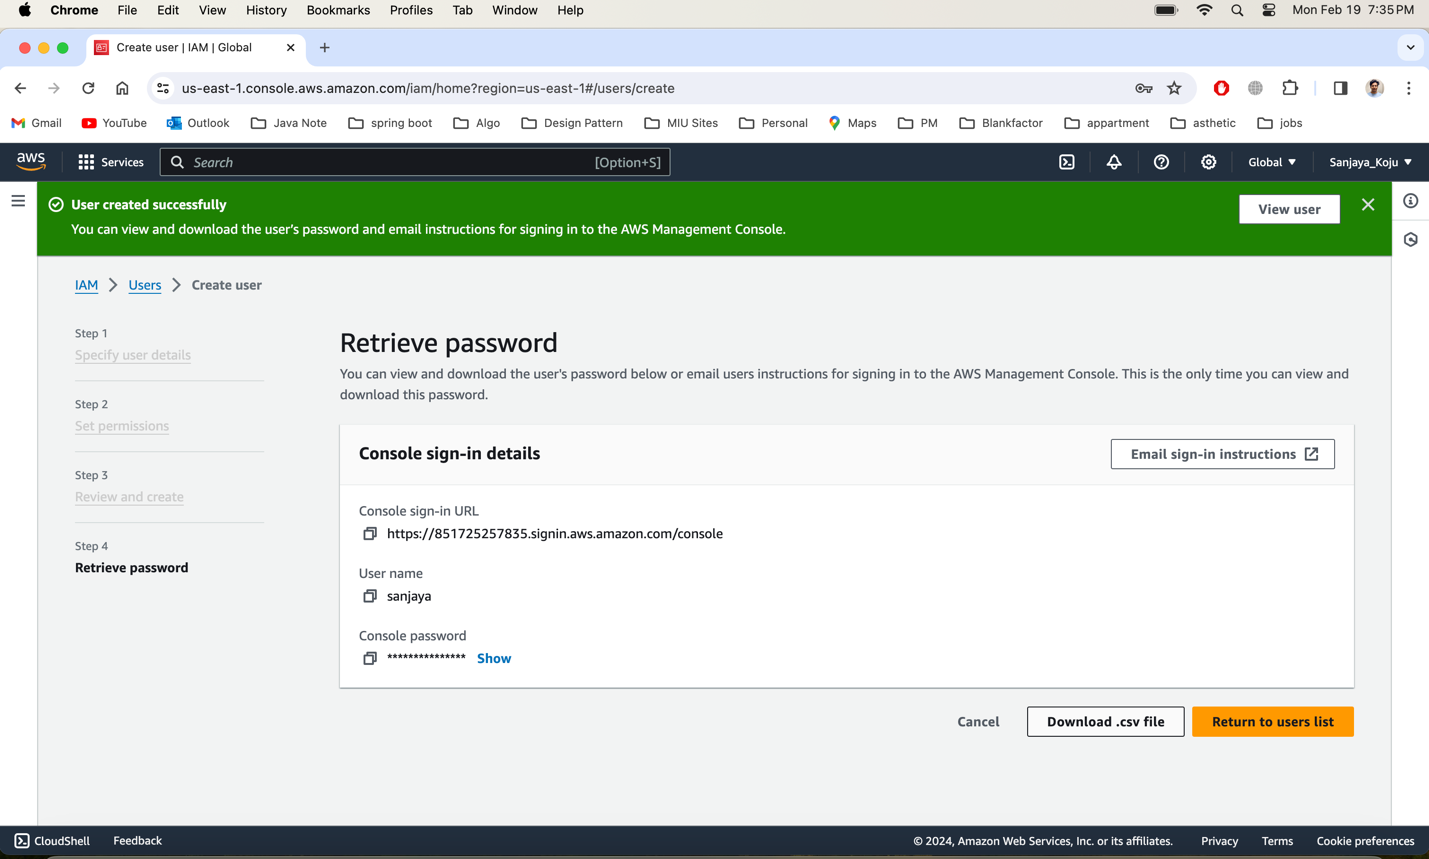 Chrome File Edit View History Bookmarks Profiles Tab Window Help Mon Feb 19 7:35 PM
Create user | IAM | Global
us-east-1.console.aws.amazon.com/iam/home?region=us-east-1#/users/create
Gmail YouTube Outlook Java Note spring boot Algo Design Pattern MIU Sites Personal Maps PM Blankfactor appartment asthetic jobs
aws Services Search [Option+S] Global Sanjaya_Koju
User created successfully
View user
You can view and download the user's password and email instructions for signing in to the AWS Management Console.
IAM Users Create user
Step 1
Specify user details
Step 2
Set permissions
Step 3
Review and create
Step 4
Retrieve password
Retrieve password
You can view and download the user's password below or email users instructions for signing in to the AWS Management Console. This is the only time you can view and
download this password.
Console sign-in details
Email sign-in instructions
Console sign-in URL
https://851725257835.signin.aws.amazon.com/console
User name
sanjaya
Console password
*************** Show
Cancel Download .csv file Return to users list
CloudShell Feedback © 2024, Amazon Web Services, Inc. or its affiliates. Privacy Terms Cookie preferences